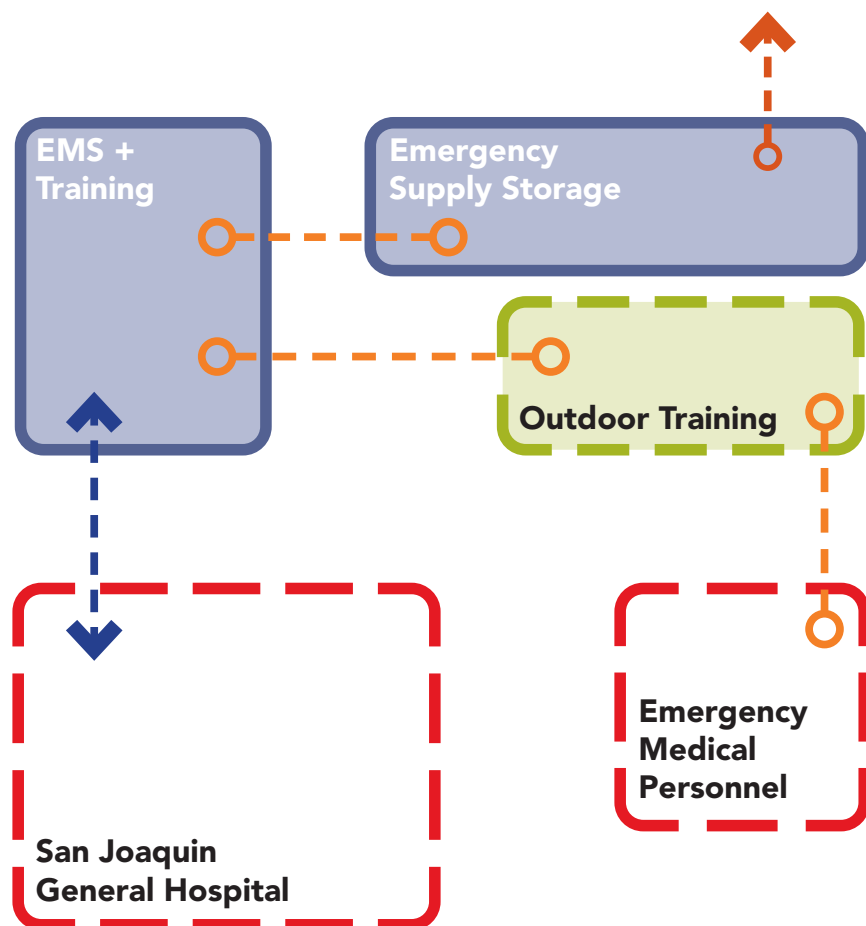 EMS +
Training
Emergency
Supply Storage
Outdoor Training
Emergency
Medical
Personnel
San Joaquin
General Hospital